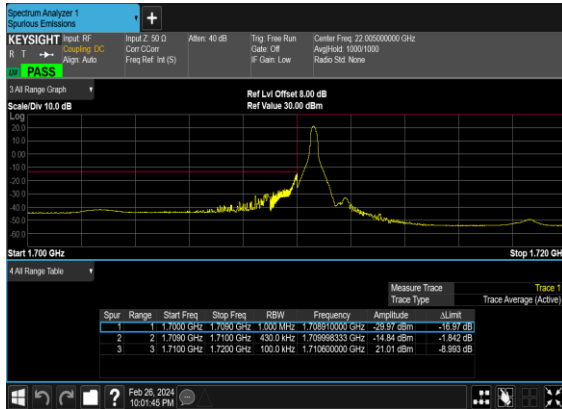 Spectrum Analyzer 1
Spurious Emissions
+
KEYSIGHT Input: RF Input Z: 50 Ω Atten: 40 dB Trig: Free Run Center Freq: 22.005000000 GHz
R T Coupling: DC Corr CCorr Gate: Off Avg|Hold: 1000/1000
Align: Auto Freq Ref: Int (S) IF Gain: Low Radio Std: None
PASS
3 All Range Graph
Ref Lvl Offset 8.00 dB
Scale/Div 10.0 dB Ref Value 30.00 dBm
Log
20.0
10.0
0.00
-10.0
-20.0
-30.0
-40.0
-50.0
-60.0
Start 1.700 GHz Stop 1.720 GH
4 All Range Table
Measure Trace Trace 1
Trace Type Trace Average (Active)
Spur Range Start Freq Stop Freq RBW Frequency Amplitude ΔLimit
1 1 1.7000 GHz 1.7090 GHz 1.000 MHz 1.708910000 GHz -29.97 dBm -16.97 dB
2 2 1.7090 GHz 1.7100 GHz 430.0 kHz 1.709998333 GHz -14.84 dBm -1.842 dB
3 3 1.7100 GHz 1.7200 GHz 100.0 kHz 1.710600000 GHz 21.01 dBm -8.993 dB
? Feb 26, 2024
10:01:45 PM